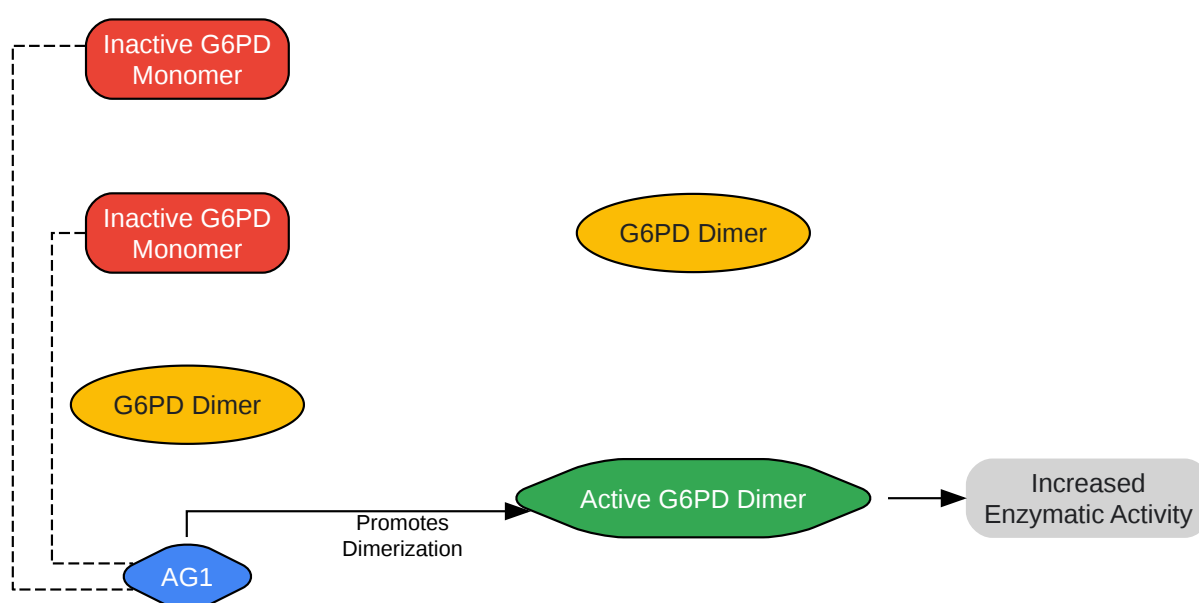 Inactive G6PD
Monomer
Inactive G6PD
Monomer
G6PD Dimer
G6PD Dimer
Active G6PD Dimer
Increased
Enzymatic Activity
Promotes
Dimerization
AG1